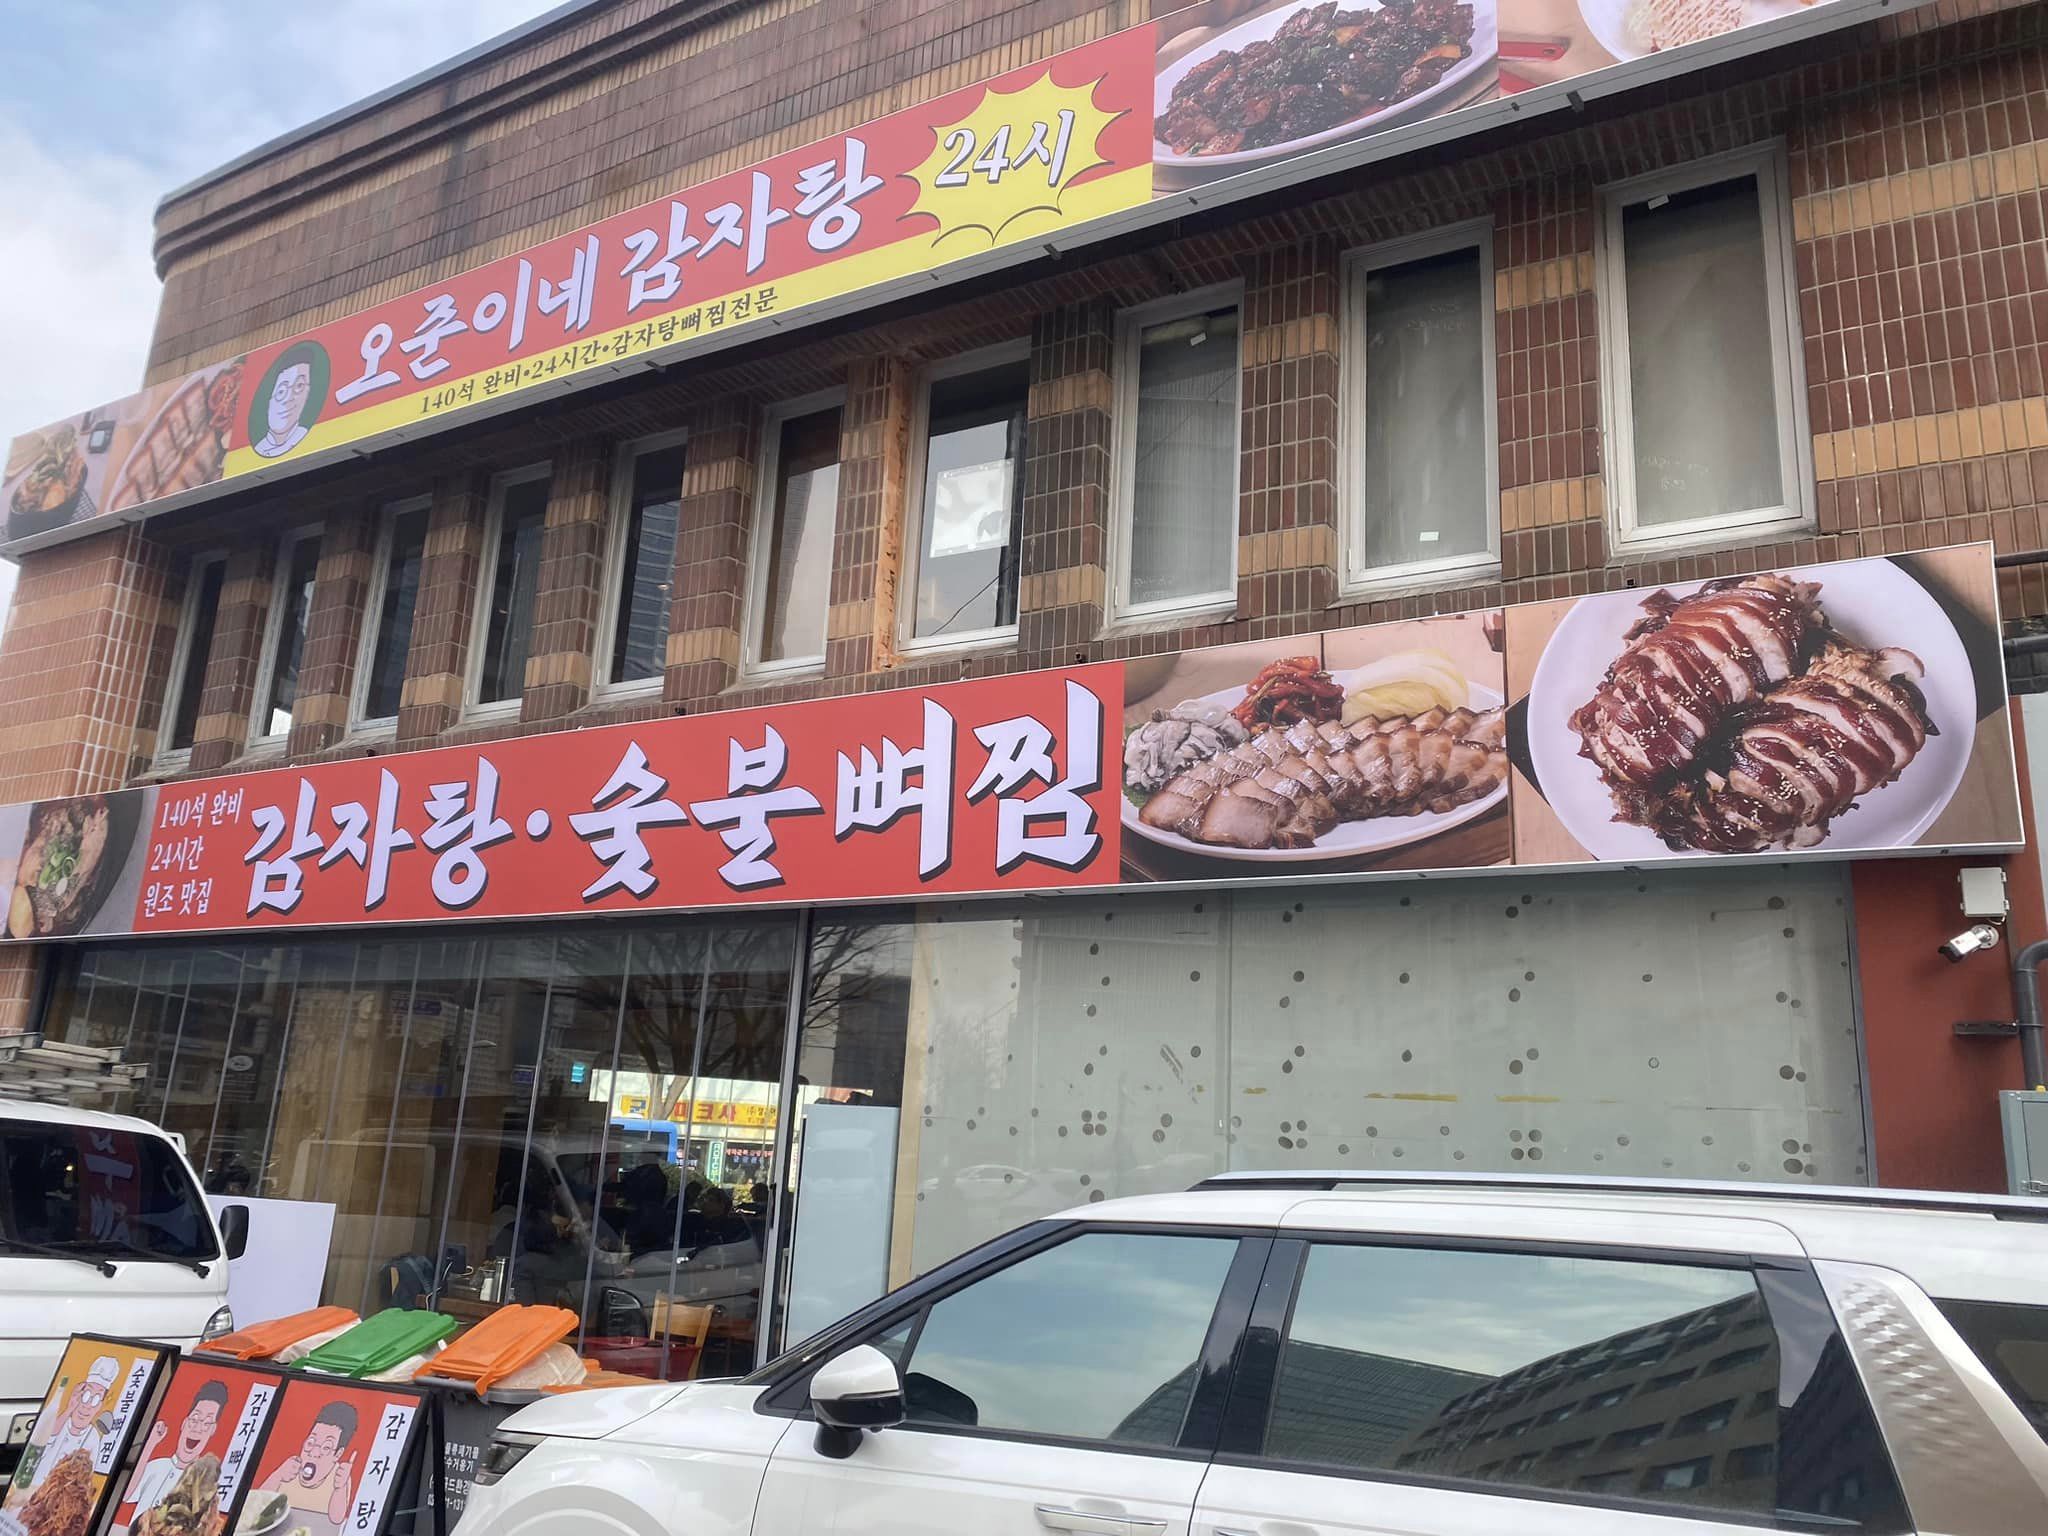 오준이네 감자탕 24시
140석 완비•24시간•감자탕뼈찜전문
140석 완비
24시간
원조 맛집
감자탕·숯불뼈찜
숯불뼈찜
감자뼈국
감자탕